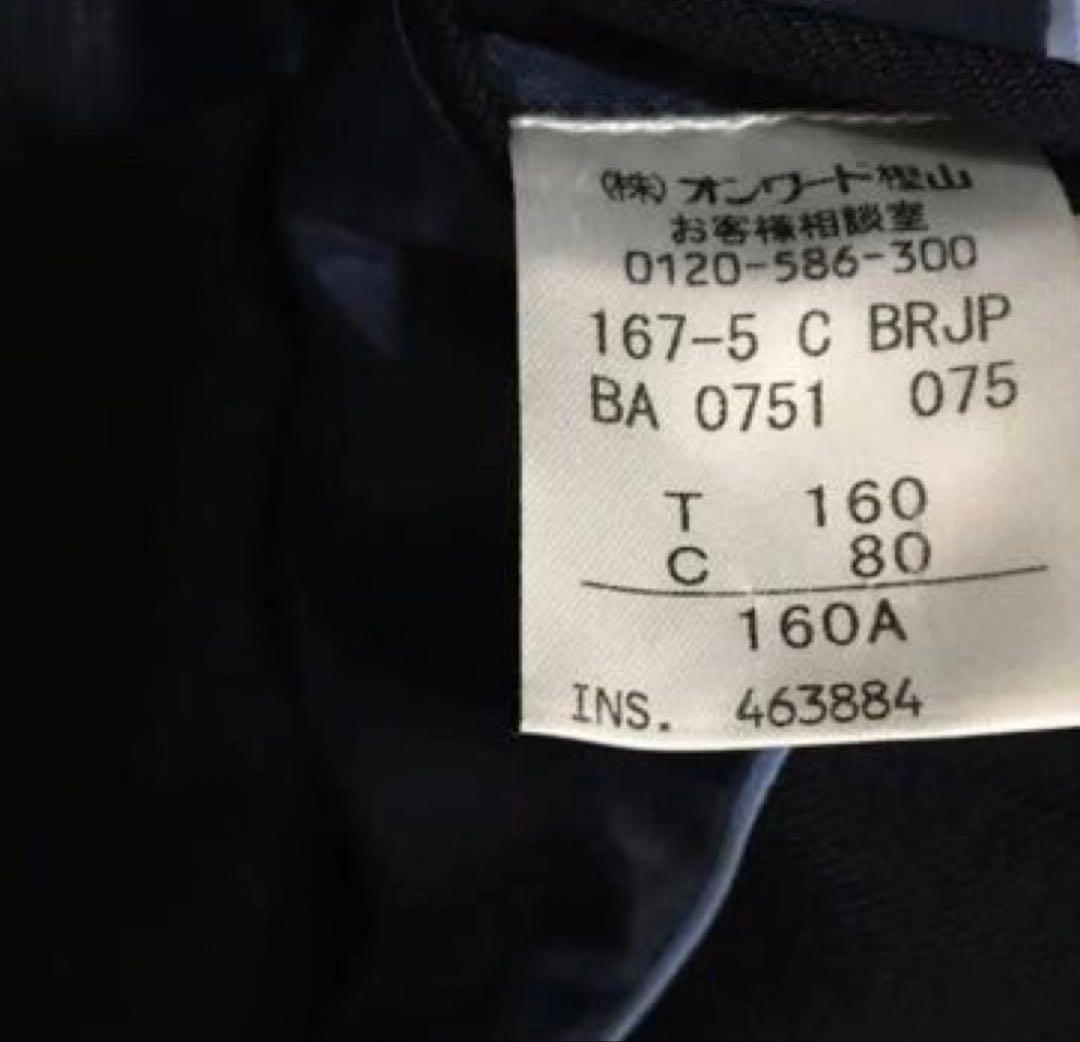 (株)オンワード樫山
お客様相談室
0120-586-300
167-5 C BRJP
BA 0751 075
T 160
C 80
160A
INS. 463884